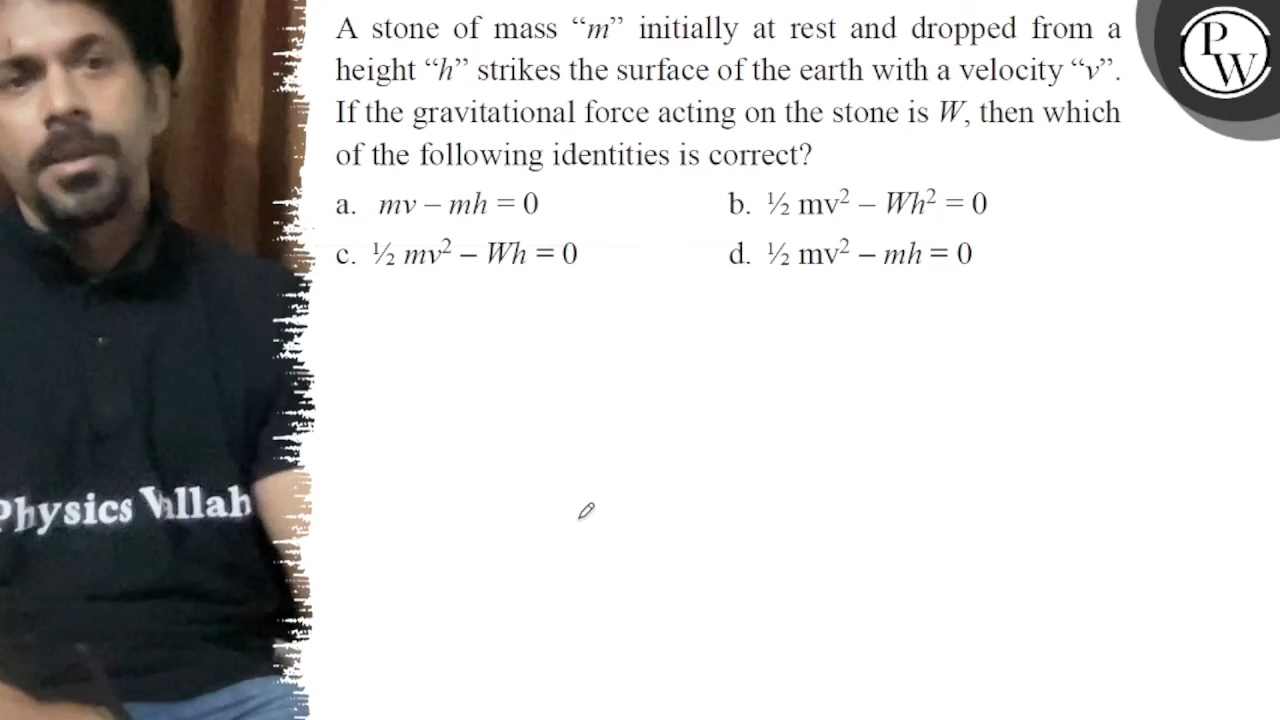 A stone of mass “m” initially at rest and dropped from a
height “h” strikes the surface of the earth with a velocity “v”.
If the gravitational force acting on the stone is W, then which
of the following identities is correct?
a. mv – mh = 0
b. ½ mv² – Wh² = 0
c. ½ mv² – Wh = 0
d. ½ mv² – mh = 0
P
W
Physics Wallah